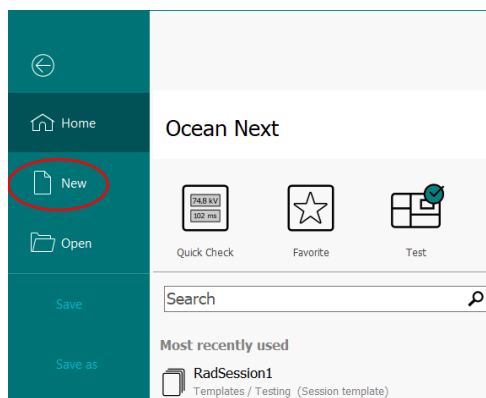 Home
Ocean Next
New
74.8 kV
102 ms
Open
Quick Check
Favorite
Test
Save
Search
Most recently used
Save as
RadSession1
Templates / Testing (Session template)